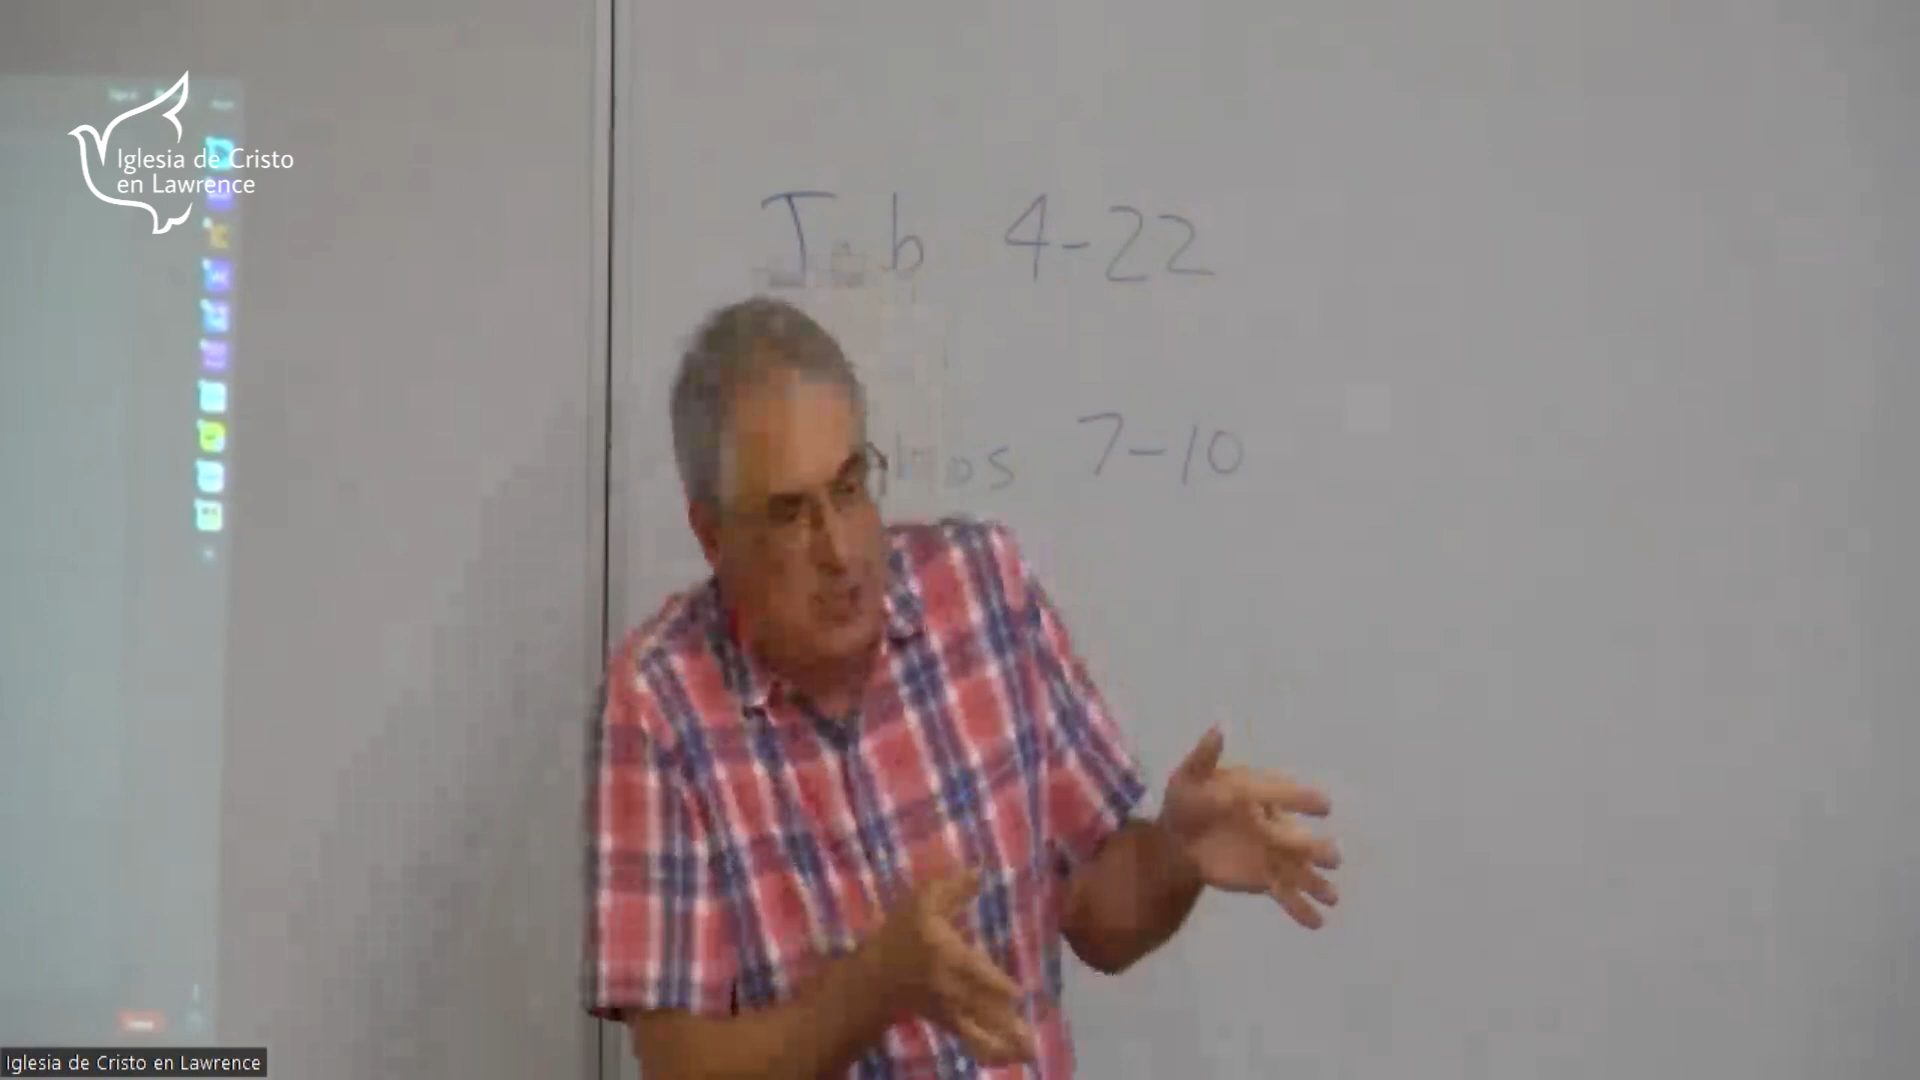 Iglesia de Cristo
en Lawrence
Job 4-22
7-10
Iglesia de Cristo en Lawrence